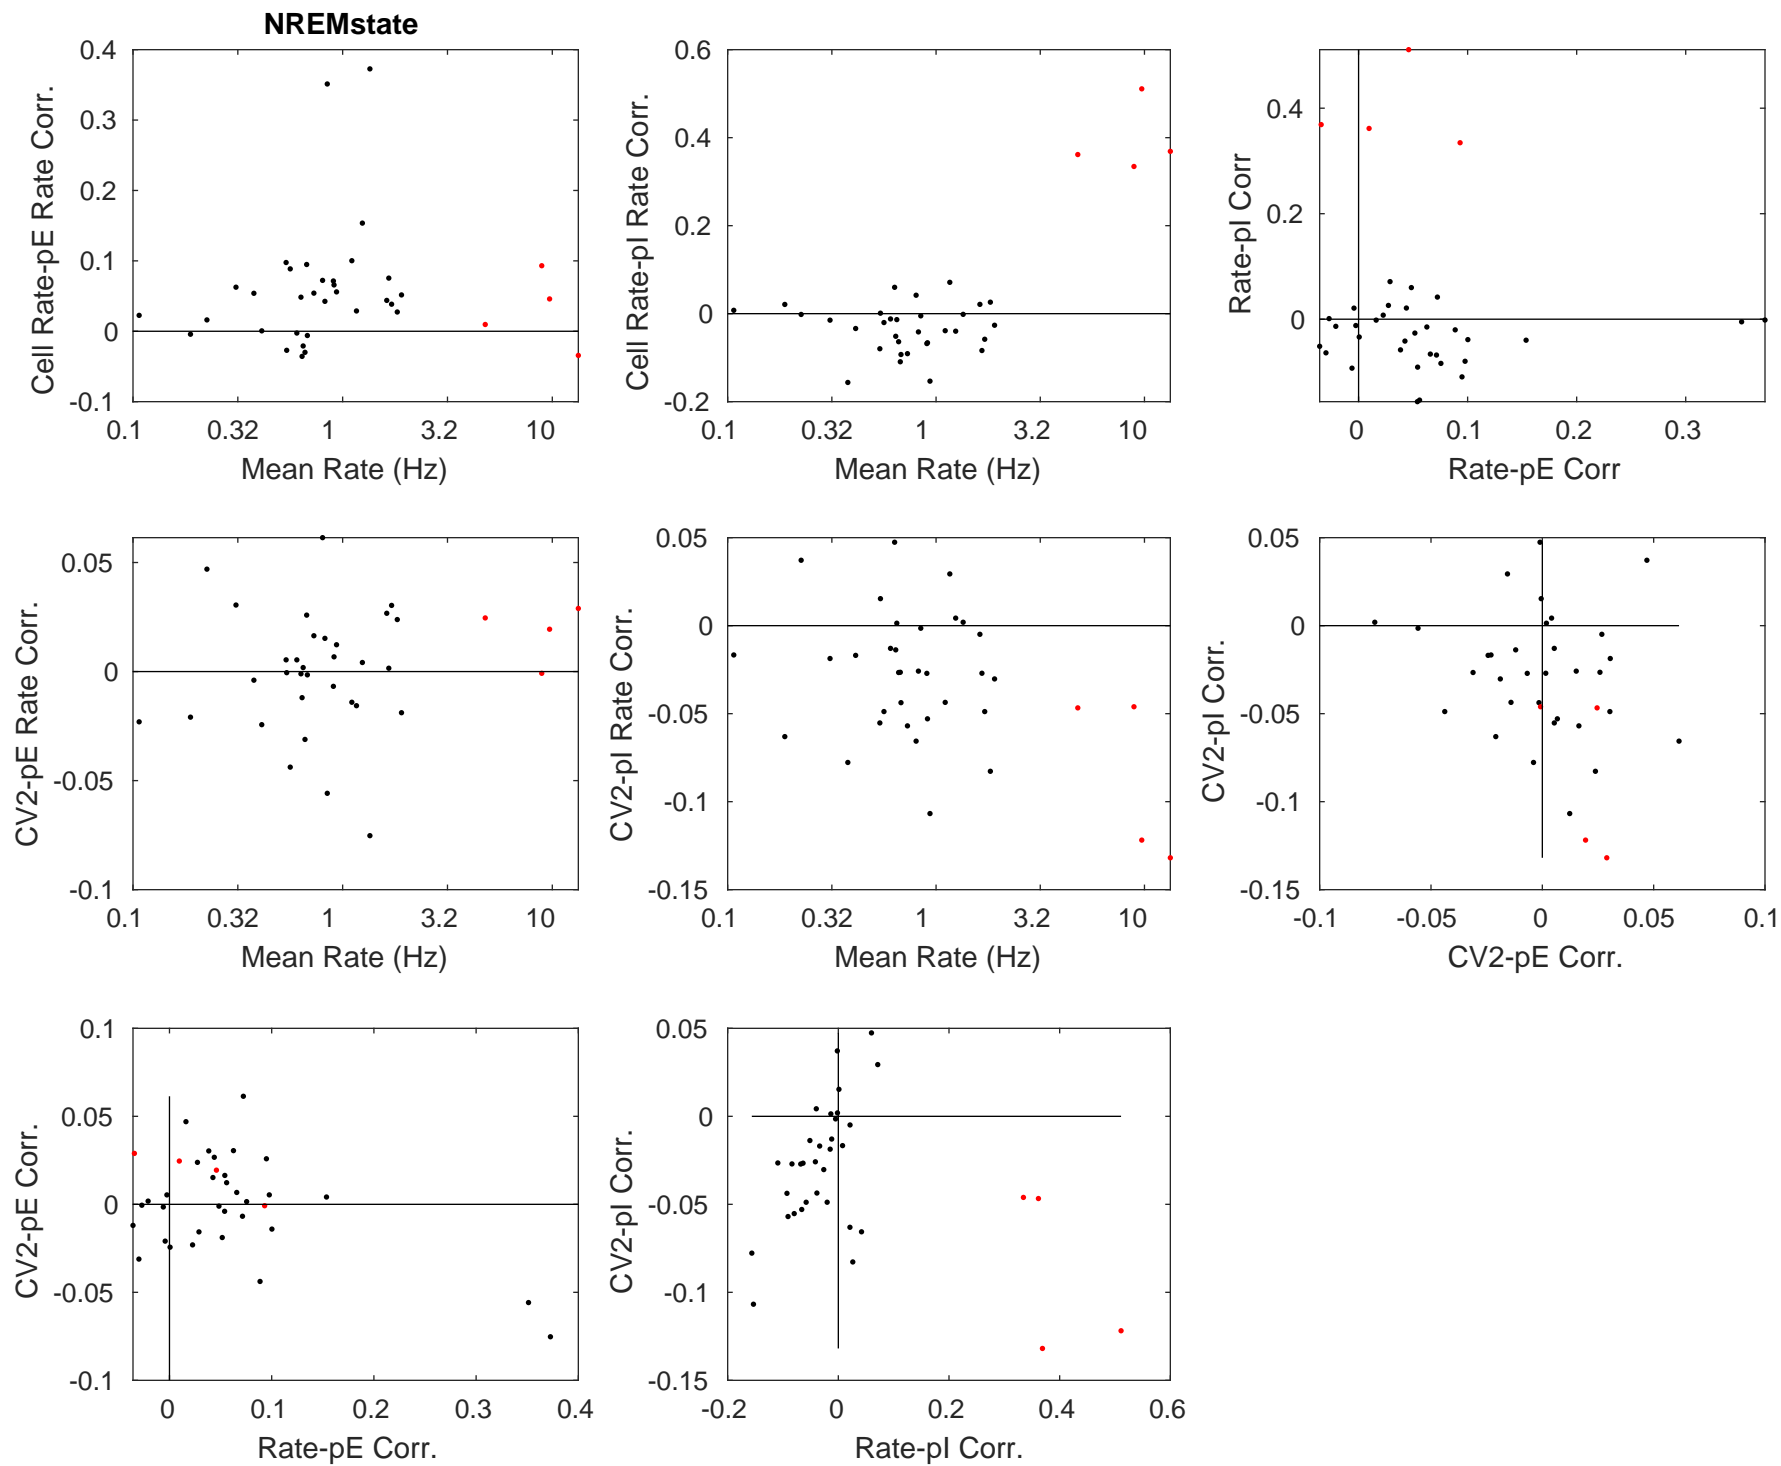 NREMstate
0.4
0.3
0.2
0.1
0
-0.1
Cell Rate-pE Rate Corr.
0.1 0.32 1 3.2 10
Mean Rate (Hz)
0.6
0.4
0.2
0
-0.2
Cell Rate-pI Rate Corr.
0.1 0.32 1 3.2 10
Mean Rate (Hz)
0.4
0.2
0
Rate-pI Corr
0 0.1 0.2 0.3
Rate-pE Corr
0.05
0
-0.05
-0.1
CV2-pE Rate Corr.
0.1 0.32 1 3.2 10
Mean Rate (Hz)
0.05
0
-0.05
-0.1
-0.15
CV2-pI Rate Corr.
0.1 0.32 1 3.2 10
Mean Rate (Hz)
0.05
0
-0.05
-0.1
-0.15
CV2-pI Corr.
-0.1 -0.05 0 0.05 0.1
CV2-pE Corr.
0.1
0.05
0
-0.05
-0.1
CV2-pE Corr.
0 0.1 0.2 0.3 0.4
Rate-pE Corr.
0.05
0
-0.05
-0.1
-0.15
CV2-pI Corr.
-0.2 0 0.2 0.4 0.6
Rate-pI Corr.